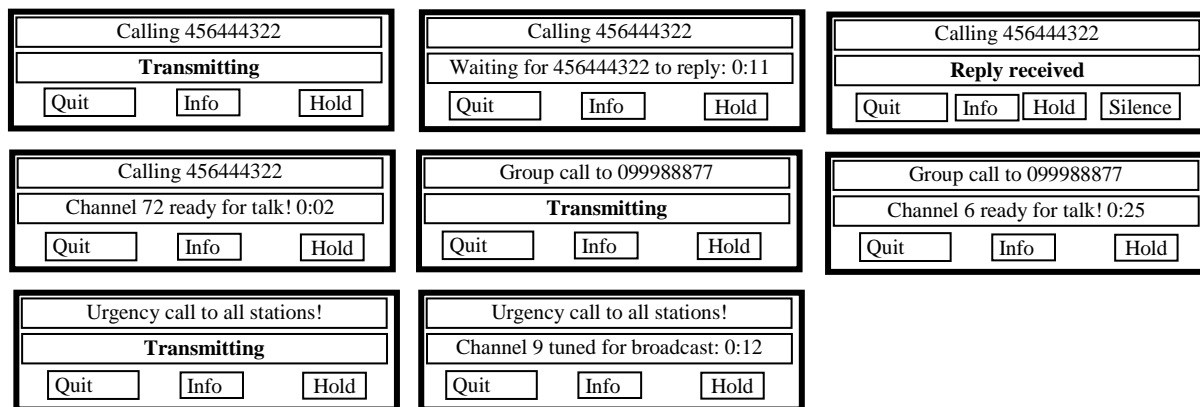 Calling 456444322
Transmitting
Quit Info Hold
Calling 456444322
Waiting for 456444322 to reply: 0:11
Quit Info Hold
Calling 456444322
Reply received
Quit Info Hold Silence
Calling 456444322
Channel 72 ready for talk! 0:02
Quit Info Hold
Group call to 099988877
Transmitting
Quit Info Hold
Group call to 099988877
Channel 6 ready for talk! 0:25
Quit Info Hold
Urgency call to all stations!
Transmitting
Quit Info Hold
Urgency call to all stations!
Channel 9 tuned for broadcast: 0:12
Quit Info Hold